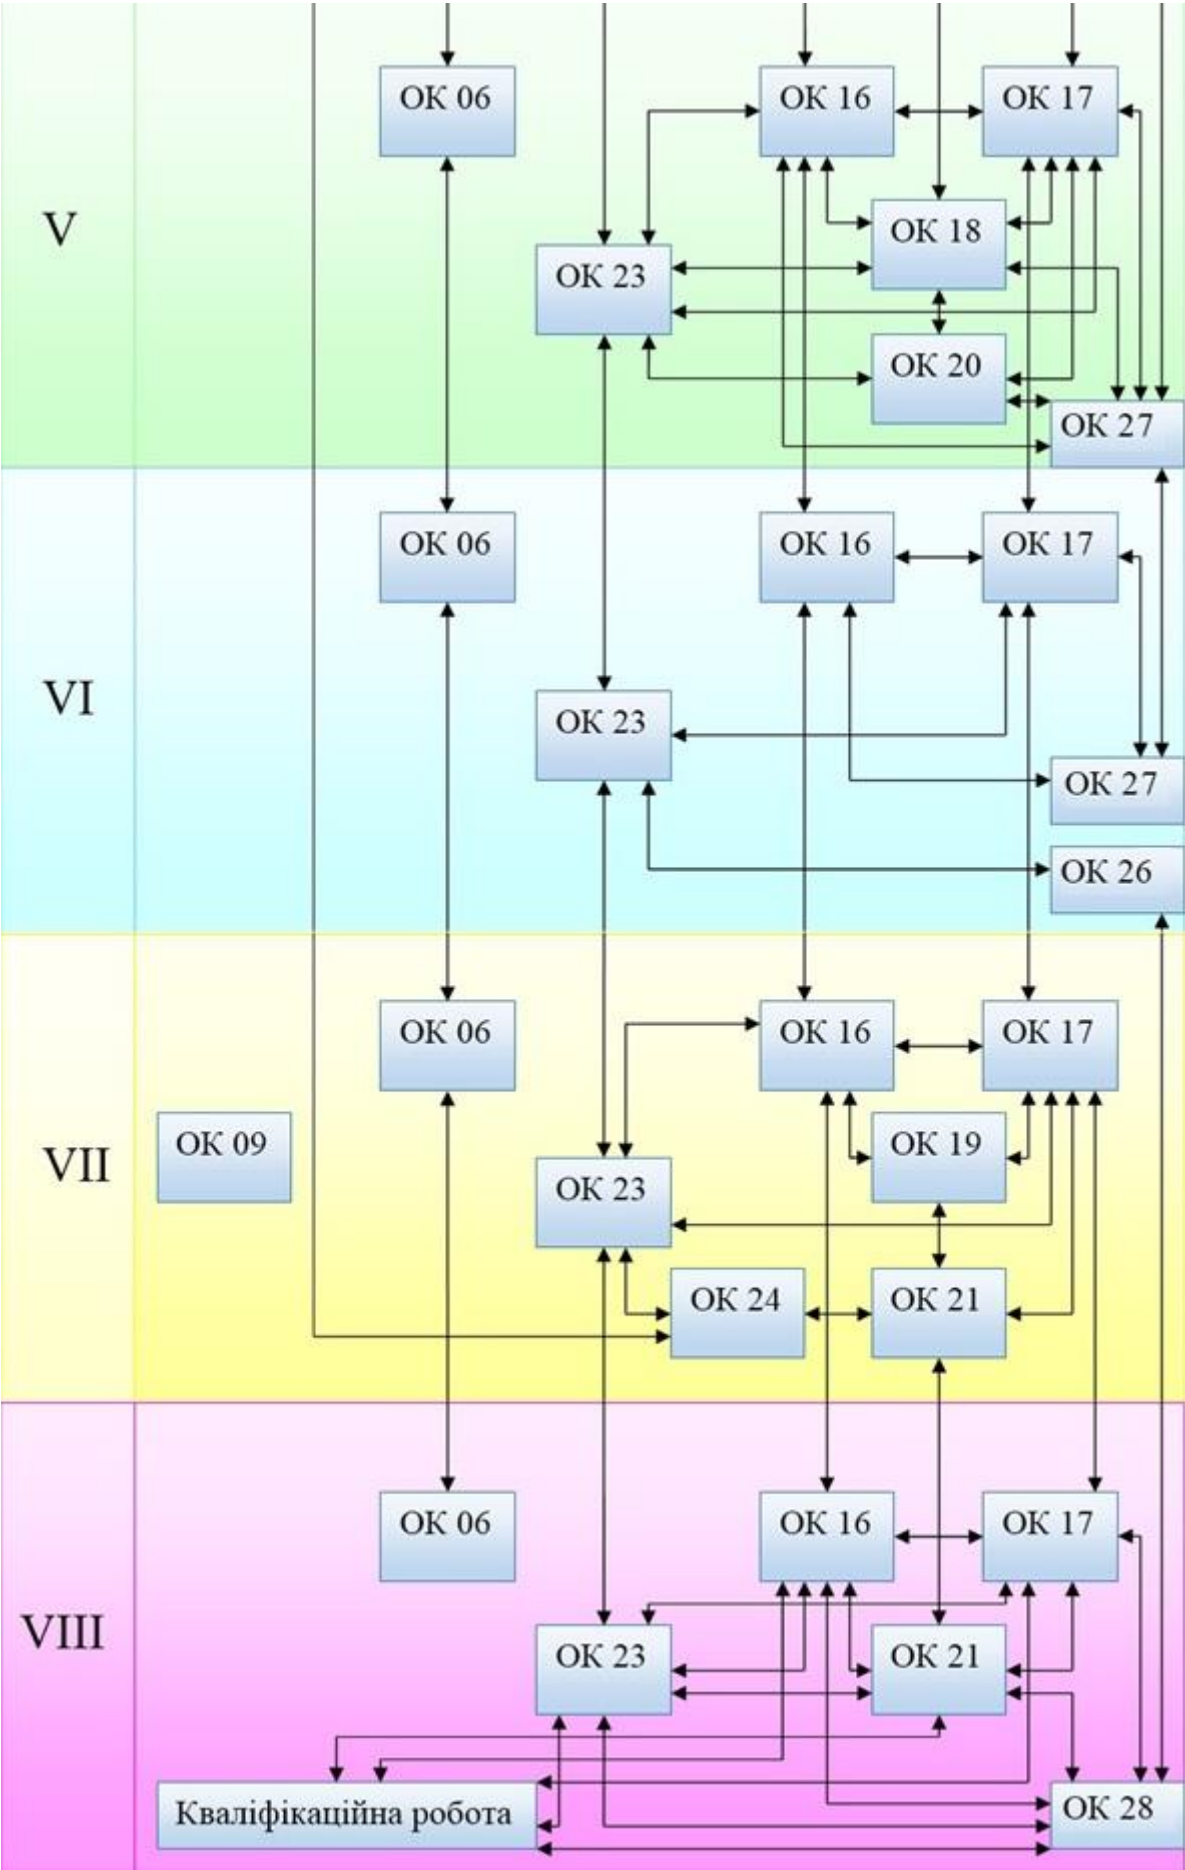 ОК 06
ОК 16
ОК 17
V
ОК 18
ОК 23
ОК 20
ОК 27
ОК 06
ОК 16
ОК 17
VI
ОК 23
ОК 27
ОК 26
ОК 06
ОК 16
ОК 17
ОК 09
ОК 19
VII
ОК 23
ОК 24
ОК 21
ОК 06
ОК 16
ОК 17
VIII
ОК 23
ОК 21
Кваліфікаційна робота
ОК 28